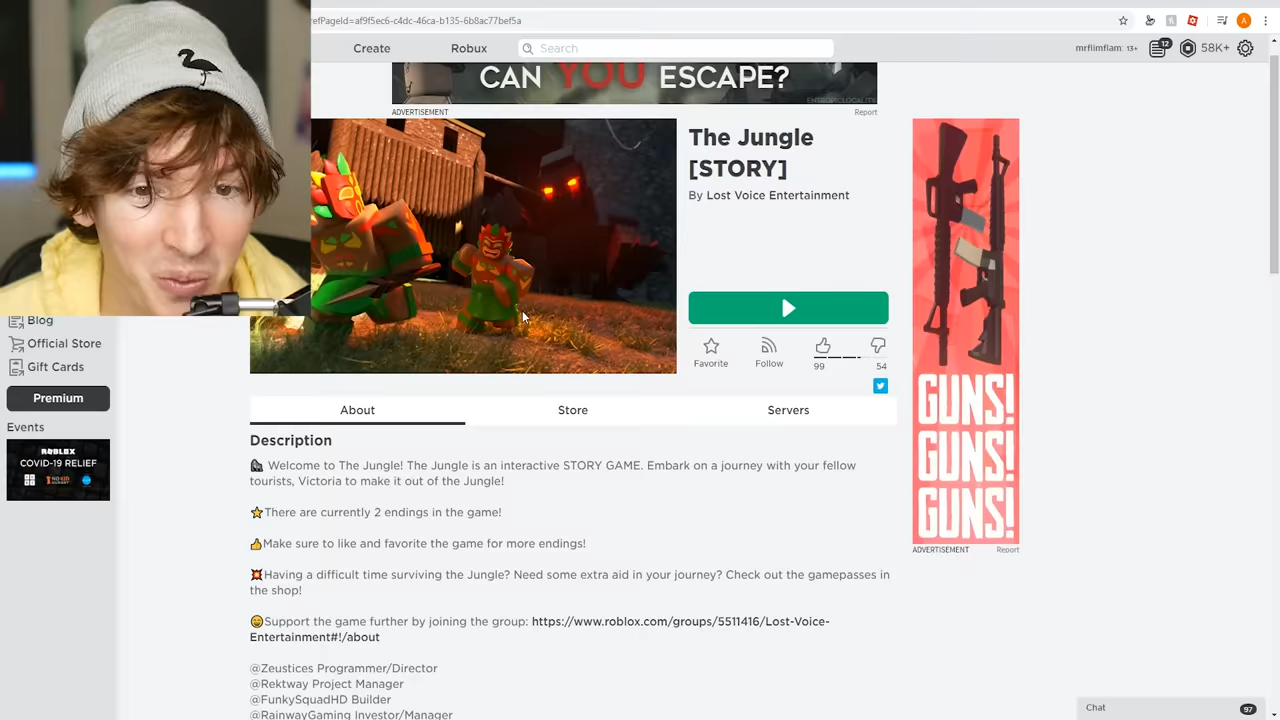 refPageId=af9f5ec6-c4dc-46ca-b135-6b8ac77bef5a
Create
Robux
Search
mrflimflam: 13+
12
58K+
CAN YOU ESCAPE?
ENTROPICLOCALITY
ADVERTISEMENT
Report
The Jungle
[STORY]
By Lost Voice Entertainment
Favorite
Follow
99
54
Blog
Official Store
Gift Cards
Premium
Events
ROBLOX
COVID-19 RELIEF
About
Store
Servers
Description
Welcome to The Jungle! The Jungle is an interactive STORY GAME. Embark on a journey with your fellow
tourists, Victoria to make it out of the Jungle!
There are currently 2 endings in the game!
Make sure to like and favorite the game for more endings!
Having a difficult time surviving the Jungle? Need some extra aid in your journey? Check out the gamepasses in
the shop!
Support the game further by joining the group: https://www.roblox.com/groups/5511416/Lost-Voice-
Entertainment#!/about
@Zeustices Programmer/Director
@Rektway Project Manager
@FunkySquadHD Builder
@RainwayGaming Investor/Manager
GUNS!
GUNS!
GUNS!
ADVERTISEMENT
Report
Chat
97